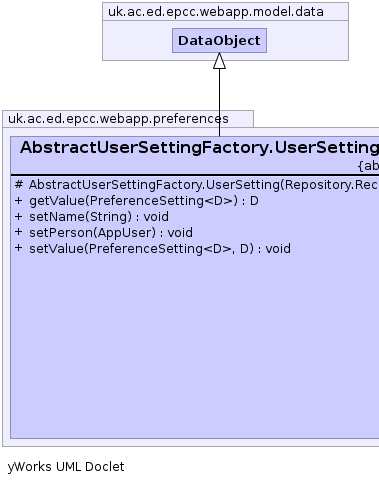 uk.ac.ed.epcc.webapp.model.data
DataObject
uk.ac.ed.epcc.webapp.preferences
AbstractUserSettingFactory.UserSetting
{ab
# AbstractUserSettingFactory.UserSetting(Repository.Rec
+ getValue(PreferenceSetting<D>) : D
+ setName(String) : void
+ setPerson(AppUser) : void
+ setValue(PreferenceSetting<D>, D) : void
yWorks UML Doclet